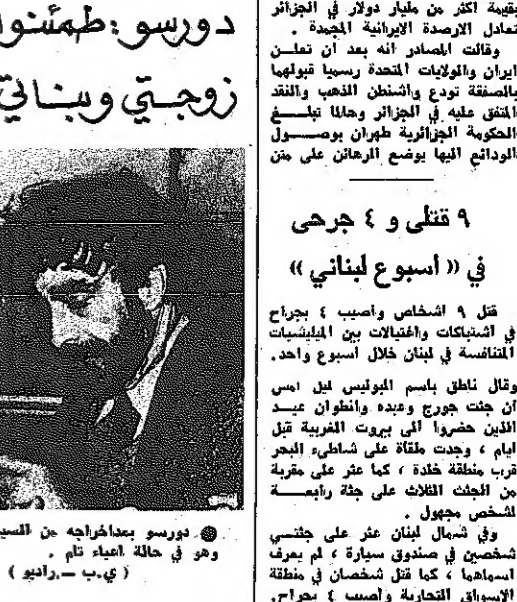 بقيمة اكثر من مليار دولار في الجزائر
تعادل الارصدة الايرانية المجمدة .
وقالت المصادر انه بعد أن تعلن
ايران والولايات المتحدة رسميا قبولهما
بالصفقة تودع واشنطن الذهب والنقد
المتفق عليه في الجزائر وحالما تبلغ
الحكومة الجزائرية طهران بوصول
الودائع اليها يوضع الرهائن على متن
٩ قتلى و ٤ جرحى
في « اسبوع لبناني »
قتل ٩ اشخاص وأصيب ٤ بجراح
في اشتباكات واغتيالات بين الميليشيات
المتنافسة في لبنان خلال أسبوع واحد.
وقال ناطق باسم البوليس ليل امس
أن جثث جورج وعبده وانطوان عبد
الذين حضروا الى بيروت الغربية قبل
ايام ، وجدت ملقاة على شاطىء البحر
قرب منطقة خلدة ، كما عثر على مقربة
من الجثث الثلاث على جثة رابعة
لشخص مجهول .
وفي شمال لبنان عثر على جثتي
شخصين في صندوق سيارة ، لم يعرف
اسماهما ، كما قتل شخصان في منطقة
الاسواق التجارية وأصيب ٤ بجراح.
دورسو : طمئنوا
زوجتي وبناتي
دورسو بعد اخراجه من
وهو في حالة اعياء تام .
( ي.ب ــ راديو )